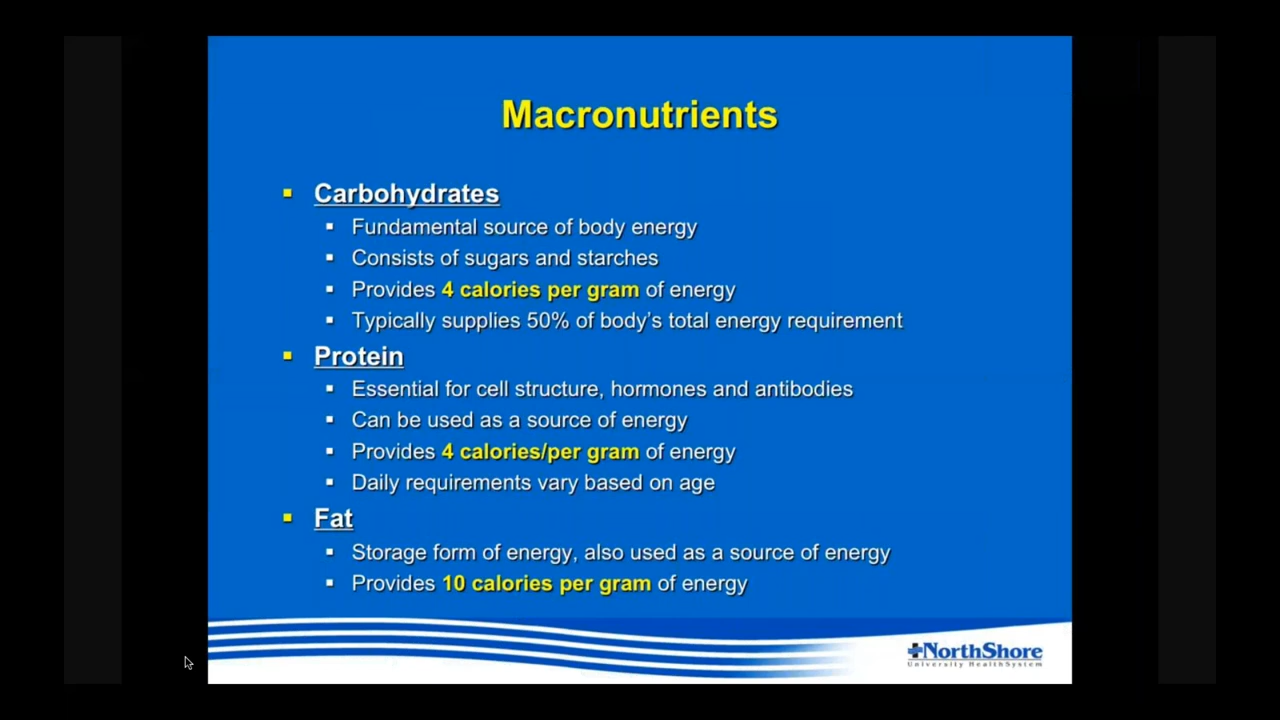 Macronutrients
Carbohydrates
Fundamental source of body energy
Consists of sugars and starches
Provides 4 calories per gram of energy
Typically supplies 50% of body's total energy requirement
Protein
Essential for cell structure, hormones and antibodies
Can be used as a source of energy
Provides 4 calories/per gram of energy
Daily requirements vary based on age
Fat
Storage form of energy, also used as a source of energy
Provides 10 calories per gram of energy
NorthShore
University HealthSystem